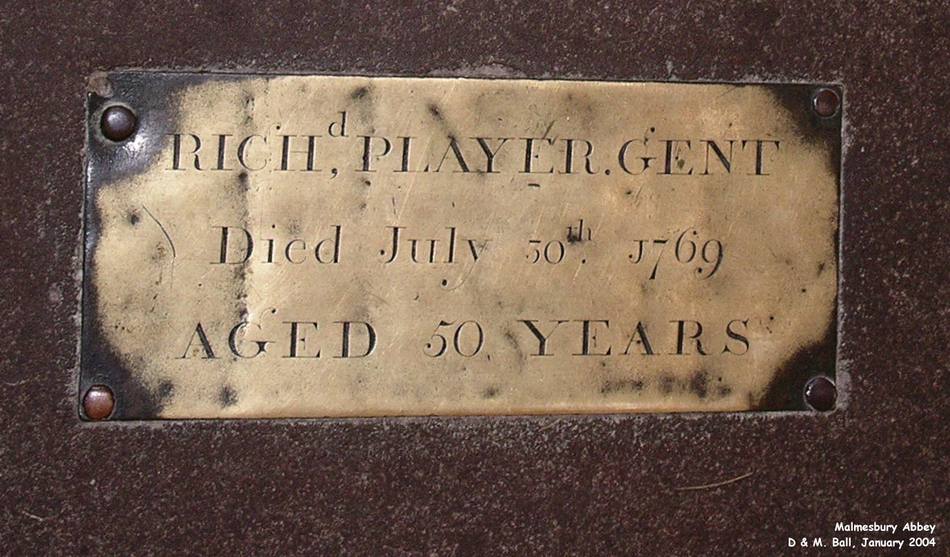 RICH,ᵈ PLAYER. GENT
Died July 30ᵗʰ. 1769
AGED 50, YEARS
Malmesbury Abbey
D & M. Ball, January 2004